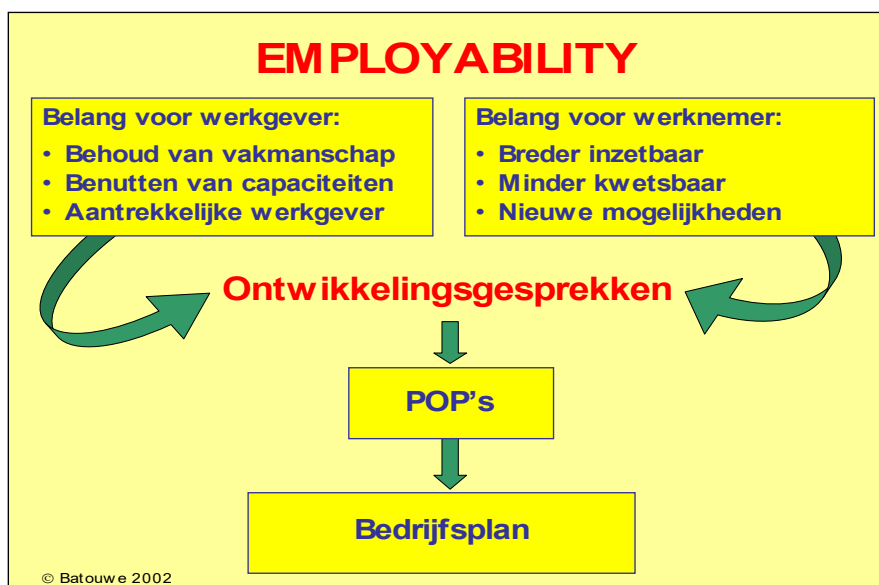 EMPLOYABILITY
Belang voor werkgever:
• Behoud van vakmanschap
• Benutten van capaciteiten
• Aantrekkelijke werkgever
Belang voor werknemer:
• Breder inzetbaar
• Minder kwetsbaar
• Nieuwe mogelijkheden
Ontwikkelingsgesprekken
POP’s
Bedrijfsplan
© Batouwe 2002